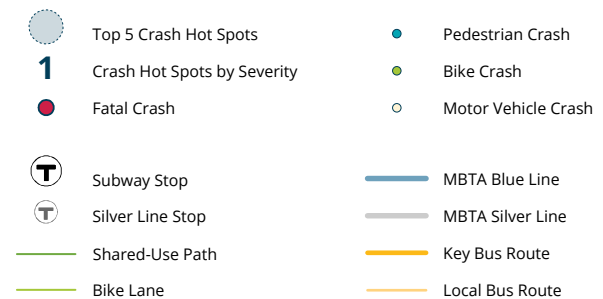 Top 5 Crash Hot Spots
1 Crash Hot Spots by Severity
Fatal Crash
Pedestrian Crash
Bike Crash
Motor Vehicle Crash
T Subway Stop
T Silver Line Stop
Shared-Use Path
Bike Lane
MBTA Blue Line
MBTA Silver Line
Key Bus Route
Local Bus Route